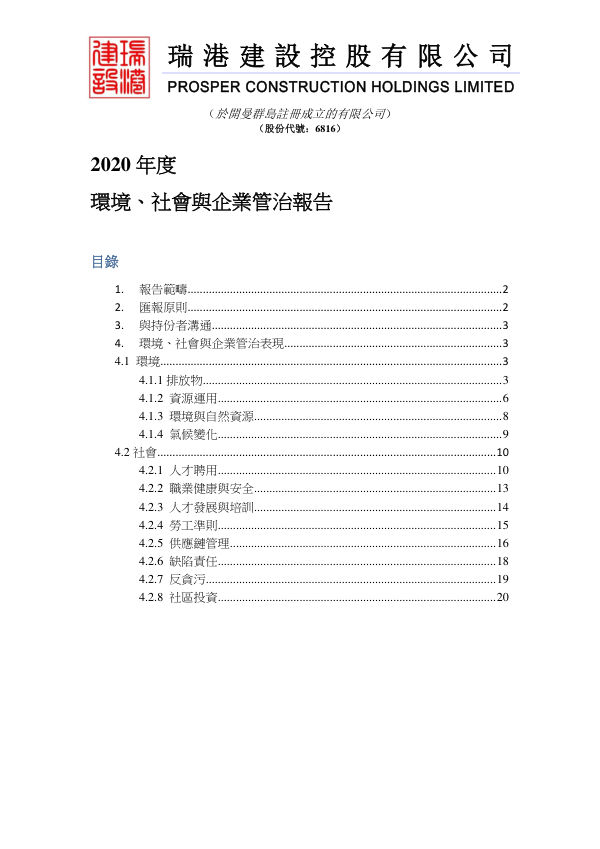 瑞港建設
瑞港建設控股有限公司
PROSPER CONSTRUCTION HOLDINGS LIMITED
（於開曼群島註冊成立的有限公司）
（股份代號：6816）
2020 年度
環境、社會與企業管治報告
目錄
1. 報告範疇 2
2. 匯報原則 2
3. 與持份者溝通 3
4. 環境、社會與企業管治表現 3
4.1 環境 3
4.1.1 排放物 3
4.1.2 資源運用 6
4.1.3 環境與自然資源 8
4.1.4 氣候變化 9
4.2 社會 10
4.2.1 人才聘用 10
4.2.2 職業健康與安全 13
4.2.3 人才發展與培訓 14
4.2.4 勞工準則 15
4.2.5 供應鏈管理 16
4.2.6 缺陷責任 18
4.2.7 反貪污 19
4.2.8 社區投資 20